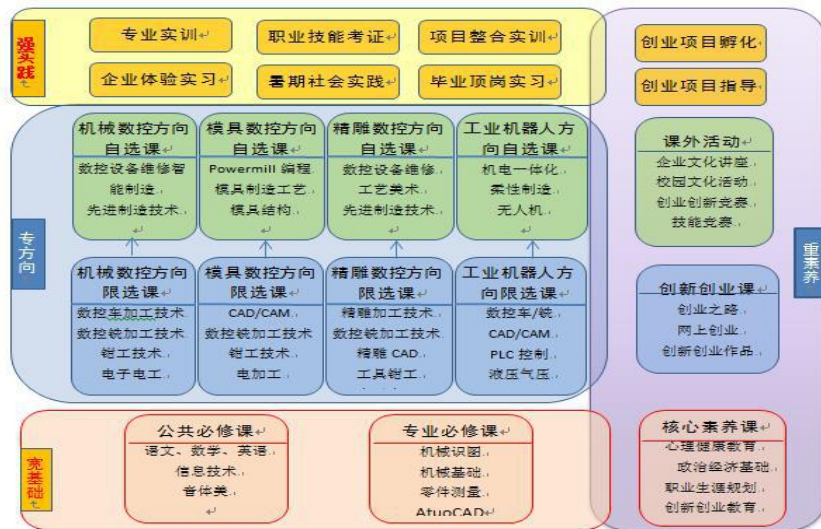 强实践
专业实训
职业技能考证
项目整合实训
企业体验实习
暑期社会实践
毕业顶岗实习
创业项目孵化
创业项目指导
专方向
机械数控方向
自选课
数控设备维修智
能制造
先进制造技术
模具数控方向
自选课
Powermill 编程
模具制造工艺
模具结构
精雕数控方向
自选课
数控设备维修
工艺美术
先进制造技术
工业机器人方
向自选课
机电一体化
柔性制造
无人机
课外活动
企业文化讲座
校园文化活动
创业创新竞赛
技能竞赛
重素养
机械数控方向
限选课
数控车加工技术
数控铣加工技术
钳工技术
电子电工
模具数控方向
限选课
CAD/CAM
数控铣加工技术
钳工技术
电加工
精雕数控方向
限选课
精雕加工技术
数控铣加工技术
精雕 CAD
工具钳工
工业机器人方
向限选课
数控车/铣
CAD/CAM
PLC 控制
液压气压
创新创业课
创业之路
网上创业
创新创业作品
宽基础
公共必修课
语文、数学、英语
信息技术
音体美
专业必修课
机械识图
机械基础
零件测量
AtuoCAD
核心素养课
心理健康教育
政治经济基础
职业生涯规划
创新创业教育